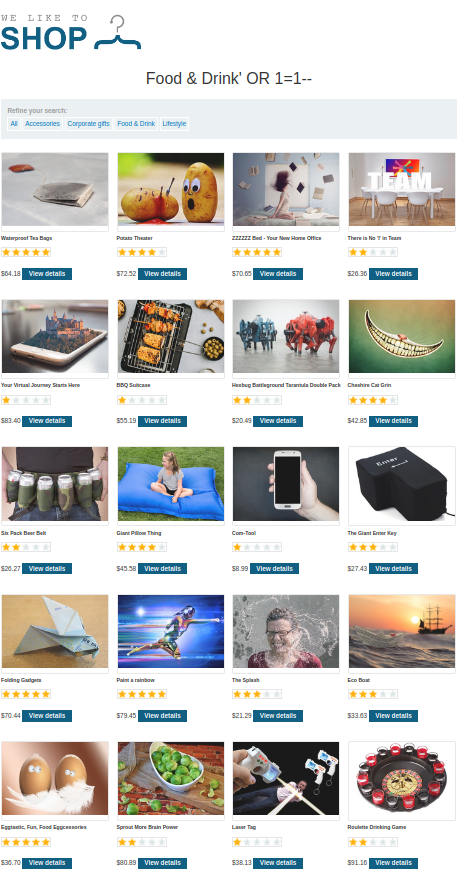 WE LIKE TO
SHOP
Food & Drink' OR 1=1--
Refine your search:
All Accessories Corporate gifts Food & Drink Lifestyle
TEAM
Waterproof Tea Bags Potato Theater ZZZZZZ Bed - Your New Home Office There is No 'I' in Team
$64.18 View details $72.52 View details $70.65 View details $26.36 View details
Your Virtual Journey Starts Here BBQ Suitcase Hexbug Battleground Tarantula Double Pack Cheshire Cat Grin
$83.40 View details $55.19 View details $20.49 View details $42.85 View details
Enter
Six Pack Beer Belt Giant Pillow Thing Com-Tool The Giant Enter Key
$26.27 View details $45.58 View details $8.99 View details $27.43 View details
Folding Gadgets Paint a rainbow The Splash Eco Boat
$70.44 View details $79.45 View details $21.29 View details $33.63 View details
Eggtastic, Fun, Food Eggcessories Sprout More Brain Power Laser Tag Roulette Drinking Game
$36.70 View details $80.89 View details $38.13 View details $91.16 View details